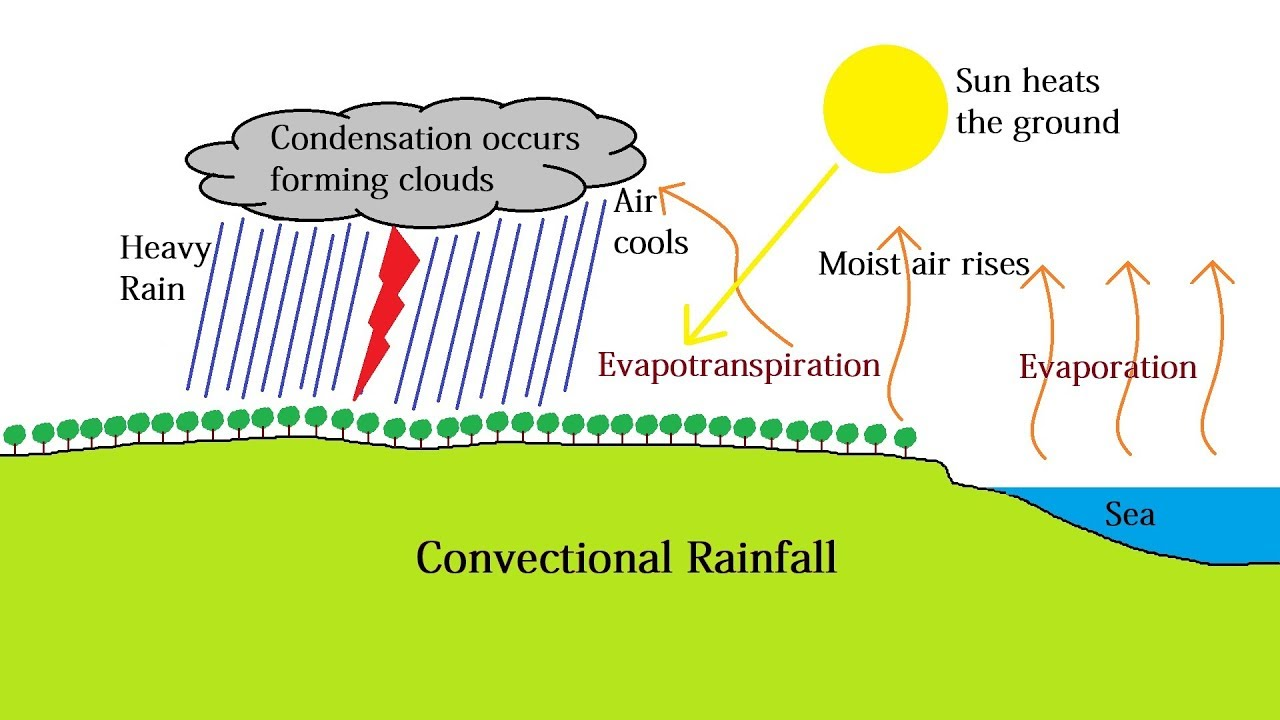 Sun heats
the ground
Condensation occurs
forming clouds
Air
cools
Heavy
Rain
Moist air rises
Evapotranspiration
Evaporation
Sea
Convectional Rainfall